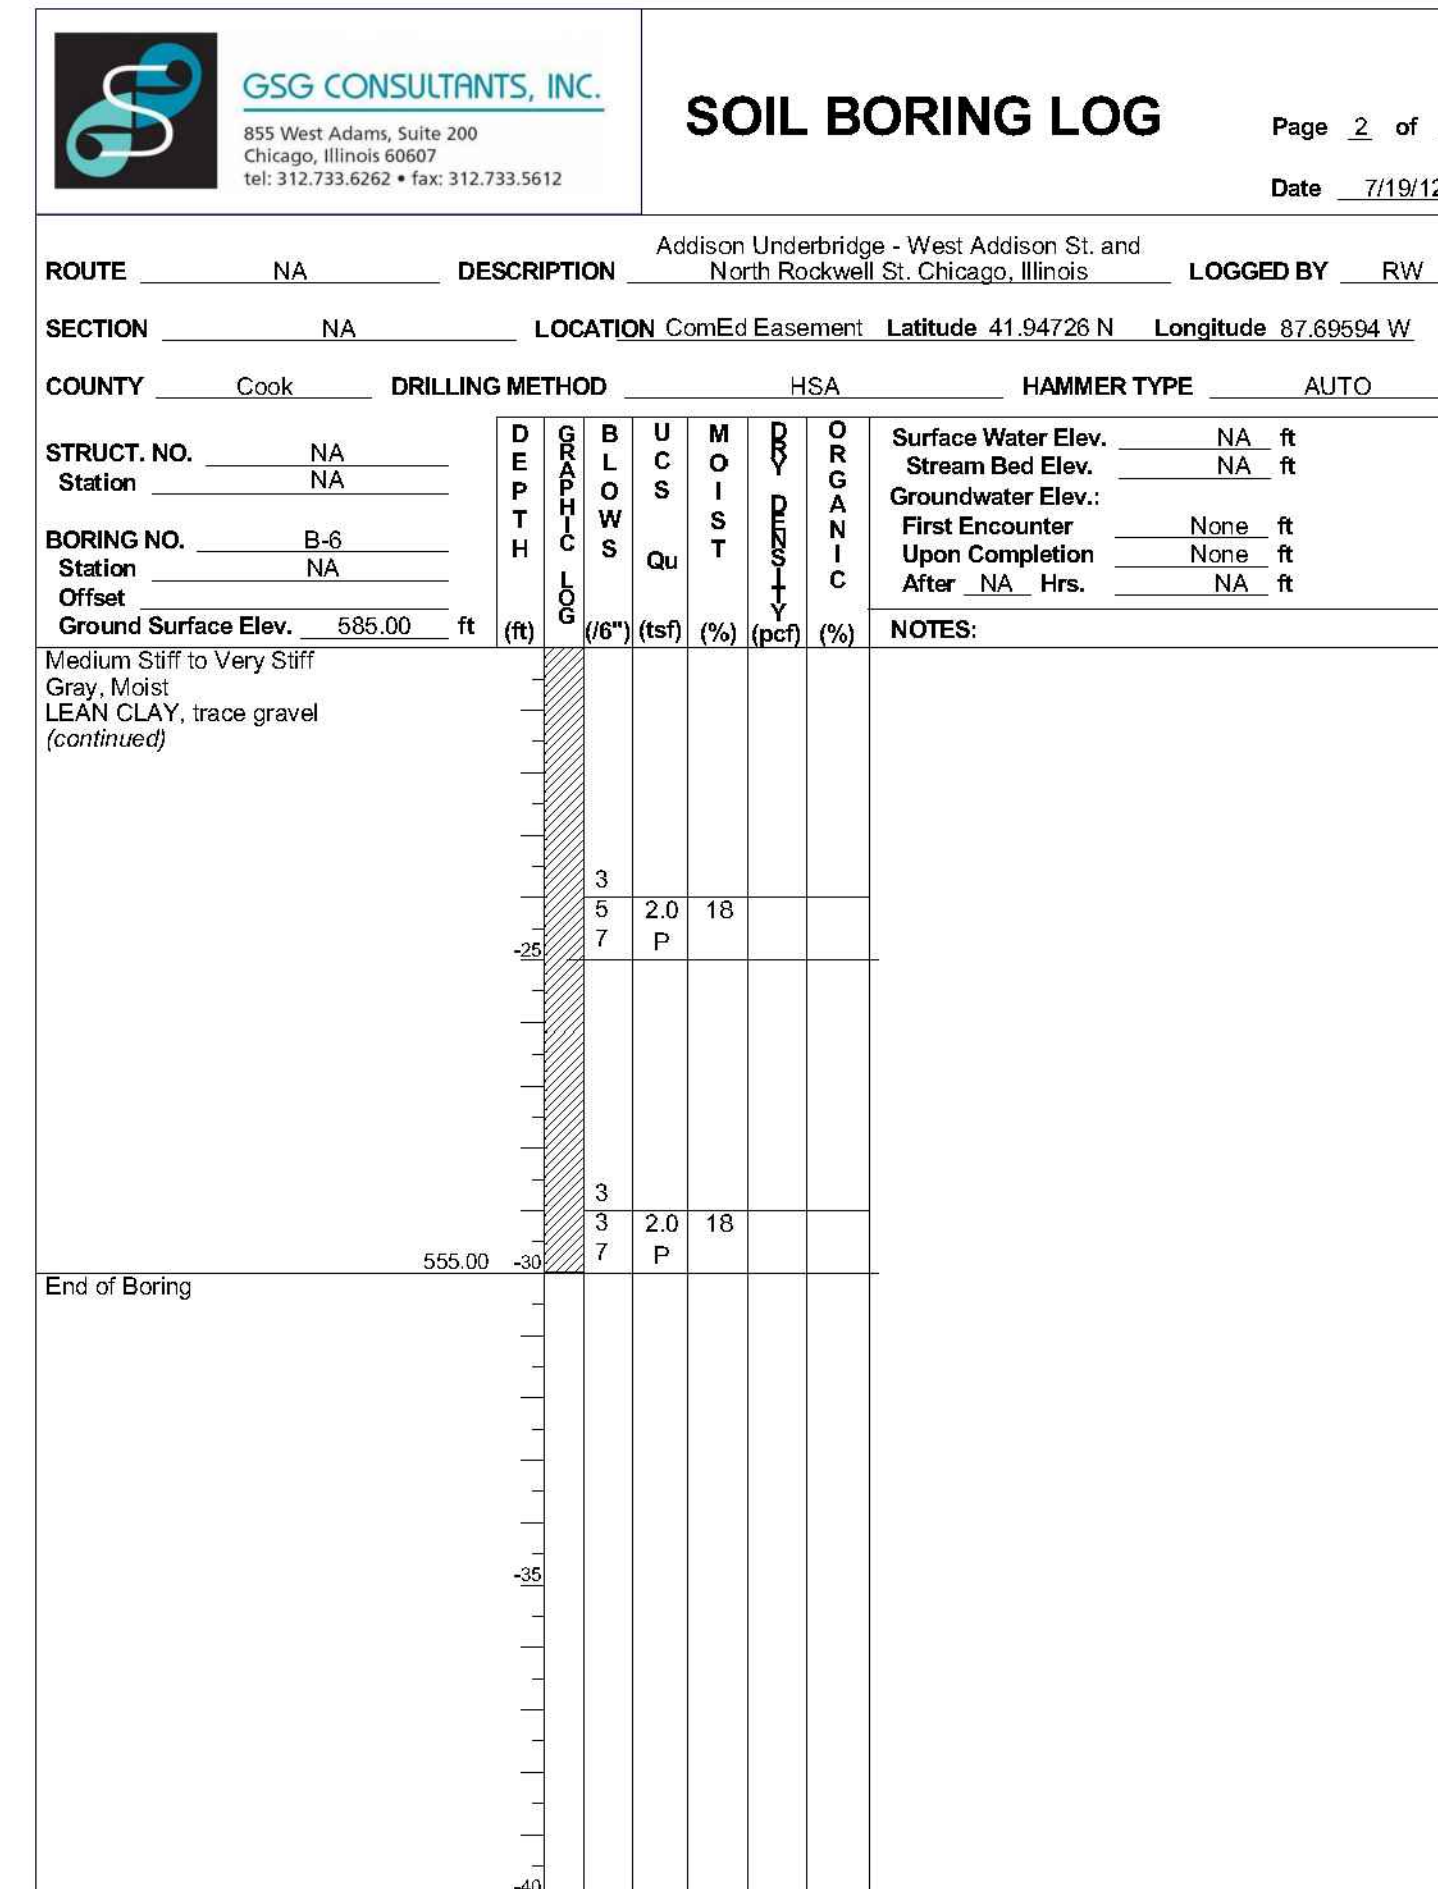 GSG CONSULTANTS, INC.
855 West Adams, Suite 200
Chicago, Illinois 60607
tel: 312.733.6262 • fax: 312.733.5612
SOIL BORING LOG
Page 2 of
Date 7/19/12
ROUTE NA DESCRIPTION Addison Underbridge - West Addison St. and
North Rockwell St. Chicago, Illinois LOGGED BY RW
SECTION NA LOCATION ComEd Easement Latitude 41.94726 N Longitude 87.69594 W
COUNTY Cook DRILLING METHOD HSA HAMMER TYPE AUTO
STRUCT. NO. NA
Station NA
BORING NO. B-6
Station NA
Offset
Ground Surface Elev. 585.00 ft
DEPTH (ft)
GRAPHIC LOG
BLOWS (/6")
UCS Qu (tsf)
MOIST (%)
DRY DENSITY (pcf)
ORGANIC (%)
Surface Water Elev. NA ft
Stream Bed Elev. NA ft
Groundwater Elev.:
First Encounter None ft
Upon Completion None ft
After NA Hrs. NA ft
NOTES:
Medium Stiff to Very Stiff
Gray, Moist
LEAN CLAY, trace gravel
(continued)
3
5 2.0 18
-25 7 P
3
3 2.0 18
555.00 -30 7 P
End of Boring
-35
-40